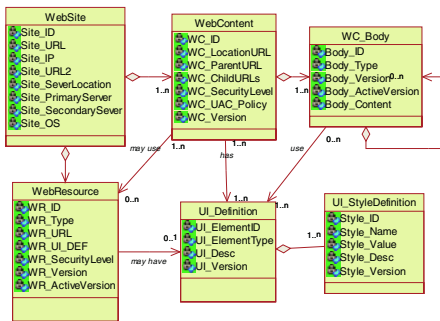 WebSite
Site_ID
Site_URL
Site_IP
Site_URL2
Site_SeverLocation
Site_PrimaryServer
Site_SecondarySever
Site_OS
WebContent
WC_ID
WC_LocationURL
WC_ParentURL
WC_ChildURLs
WC_SecurityLevel
WC_UAC_Policy
WC_Version
WC_Body
Body_ID
Body_Type
Body_Version
Body_ActiveVersion
Body_Content
1..n
1..n
0..n
may use
1..n
1..n
has
use
0..n
WebResource
WR_ID
WR_Type
WR_URL
WR_UI_DEF
WR_SecurityLevel
WR_Version
WR_ActiveVersion
0..n
0..1
may have
1..n
1..n
UI_Definition
UI_ElementID
UI_ElementType
UI_Desc
UI_Version
1..n
UI_StyleDefinition
Style_ID
Style_Name
Style_Value
Style_Desc
Style_Version